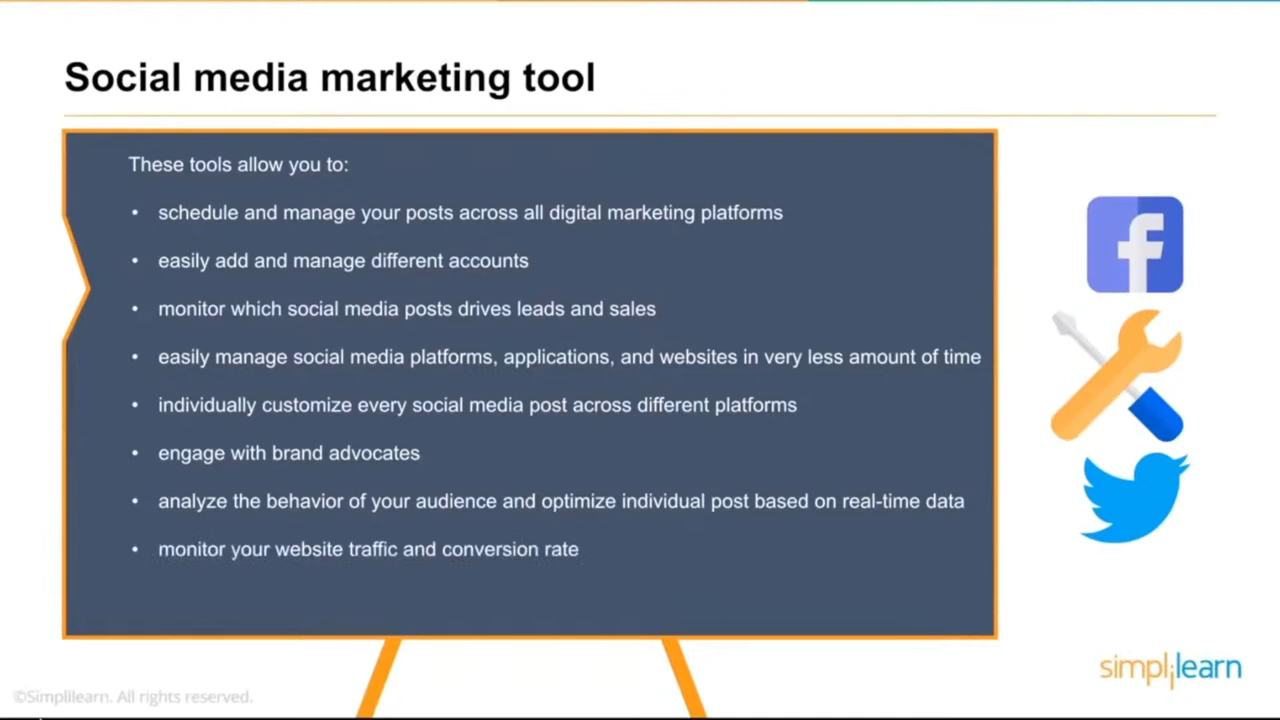 Social media marketing tool
These tools allow you to:
• schedule and manage your posts across all digital marketing platforms
• easily add and manage different accounts
• monitor which social media posts drives leads and sales
• easily manage social media platforms, applications, and websites in very less amount of time
• individually customize every social media post across different platforms
• engage with brand advocates
• analyze the behavior of your audience and optimize individual post based on real-time data
• monitor your website traffic and conversion rate
simplilearn
©Simplilearn. All rights reserved.